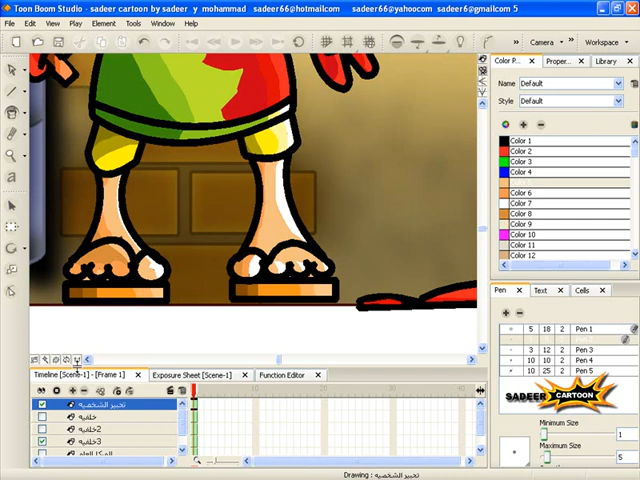 Toon Boom Studio - sadeer cartoon by sadeer y mohammad sadeer66@hotmailcom sadeer66@yahoocom sadeer6@gmailcom 5
File Edit View Play Element Tools Window Help
Camera Workspace
Color P Proper... Library
Name Default
Style Default
Color 1
Color 2
Color 3
Color 4
Color 6
Color 7
Color 8
Color 9
Color 10
Color 11
Color 12
Pen Text Cells
5 18 2 Pen 1
3 12 2 Pen 3
10 10 2 Pen 4
10 25 2 Pen 5
SADEER CARTOON
Minimum Size
1
Maximum Size
5
Timeline [Scene-1] - [Frame 1] Exposure Sheet [Scene-1] Function Editor
10 20 30 40
تحبير الشخصيه
خلفيه
خلفيه2
خلفيه3
Drawing : تحبير الشخصيه